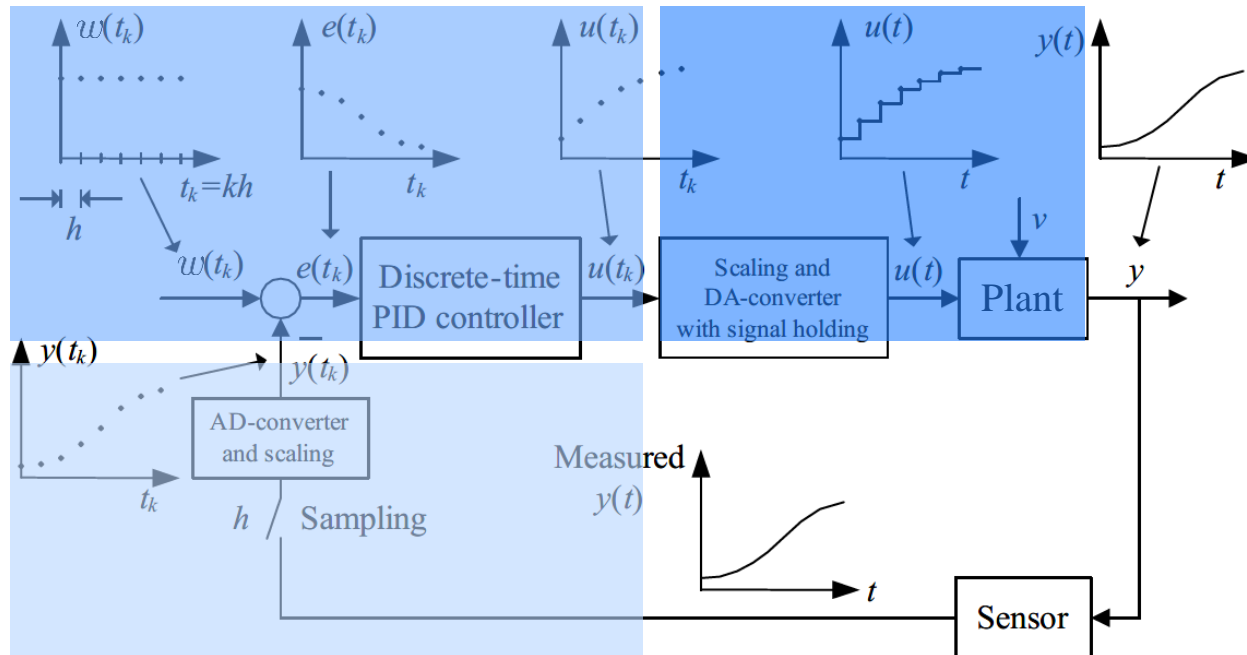 w(tₖ)
e(tₖ)
u(tₖ)
u(t)
y(t)
tₖ=kh
tₖ
tₖ
t
t
h
v
w(tₖ)
e(tₖ)
Discrete-time
PID controller
u(tₖ)
Scaling and
DA-converter
with signal holding
u(t)
Plant
y
y(tₖ)
−
y(tₖ)
AD-converter
and scaling
tₖ
h
Sampling
Measured
y(t)
t
Sensor